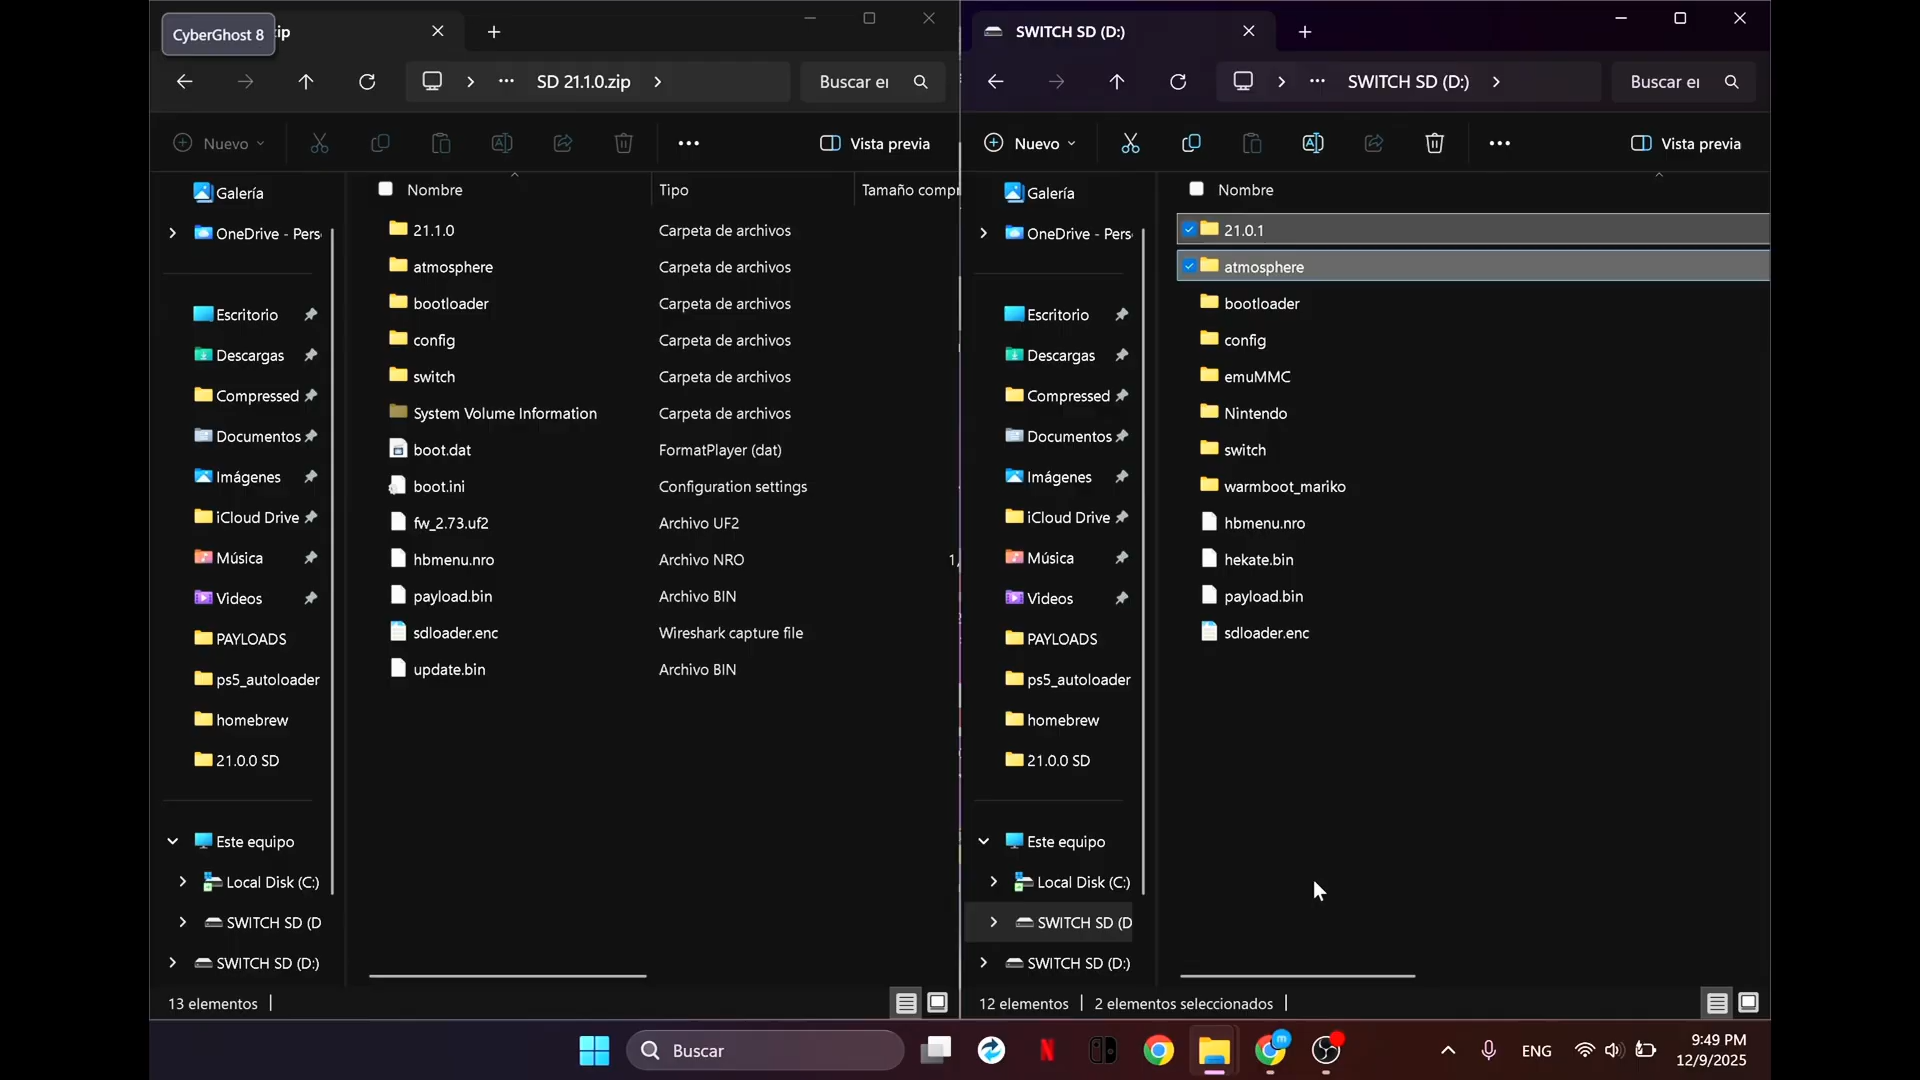 CyberGhost 8
ip
SD 21.1.0.zip
Buscar er
Nuevo
Vista previa
Galería
OneDrive - Pers
Escritorio
Descargas
Compressed
Documentos
Imágenes
iCloud Drive
Música
Videos
PAYLOADS
ps5_autoloader
homebrew
21.0.0 SD
Este equipo
Local Disk (C:)
SWITCH SD (D
SWITCH SD (D:)
Nombre
Tipo
Tamaño compr
21.1.0
Carpeta de archivos
atmosphere
Carpeta de archivos
bootloader
Carpeta de archivos
config
Carpeta de archivos
switch
Carpeta de archivos
System Volume Information
Carpeta de archivos
boot.dat
FormatPlayer (dat)
boot.ini
Configuration settings
fw_2.73.uf2
Archivo UF2
hbmenu.nro
Archivo NRO
1,
payload.bin
Archivo BIN
sdloader.enc
Wireshark capture file
update.bin
Archivo BIN
13 elementos
SWITCH SD (D:)
SWITCH SD (D:)
Buscar er
Nuevo
Vista previa
Galería
OneDrive - Pers
Escritorio
Descargas
Compressed
Documentos
Imágenes
iCloud Drive
Música
Videos
PAYLOADS
ps5_autoloader
homebrew
21.0.0 SD
Este equipo
Local Disk (C:)
SWITCH SD (D
SWITCH SD (D:)
Nombre
21.0.1
atmosphere
bootloader
config
emuMMC
Nintendo
switch
warmboot_mariko
hbmenu.nro
hekate.bin
payload.bin
sdloader.enc
12 elementos
2 elementos seleccionados
Buscar
ENG
9:49 PM
12/9/2025